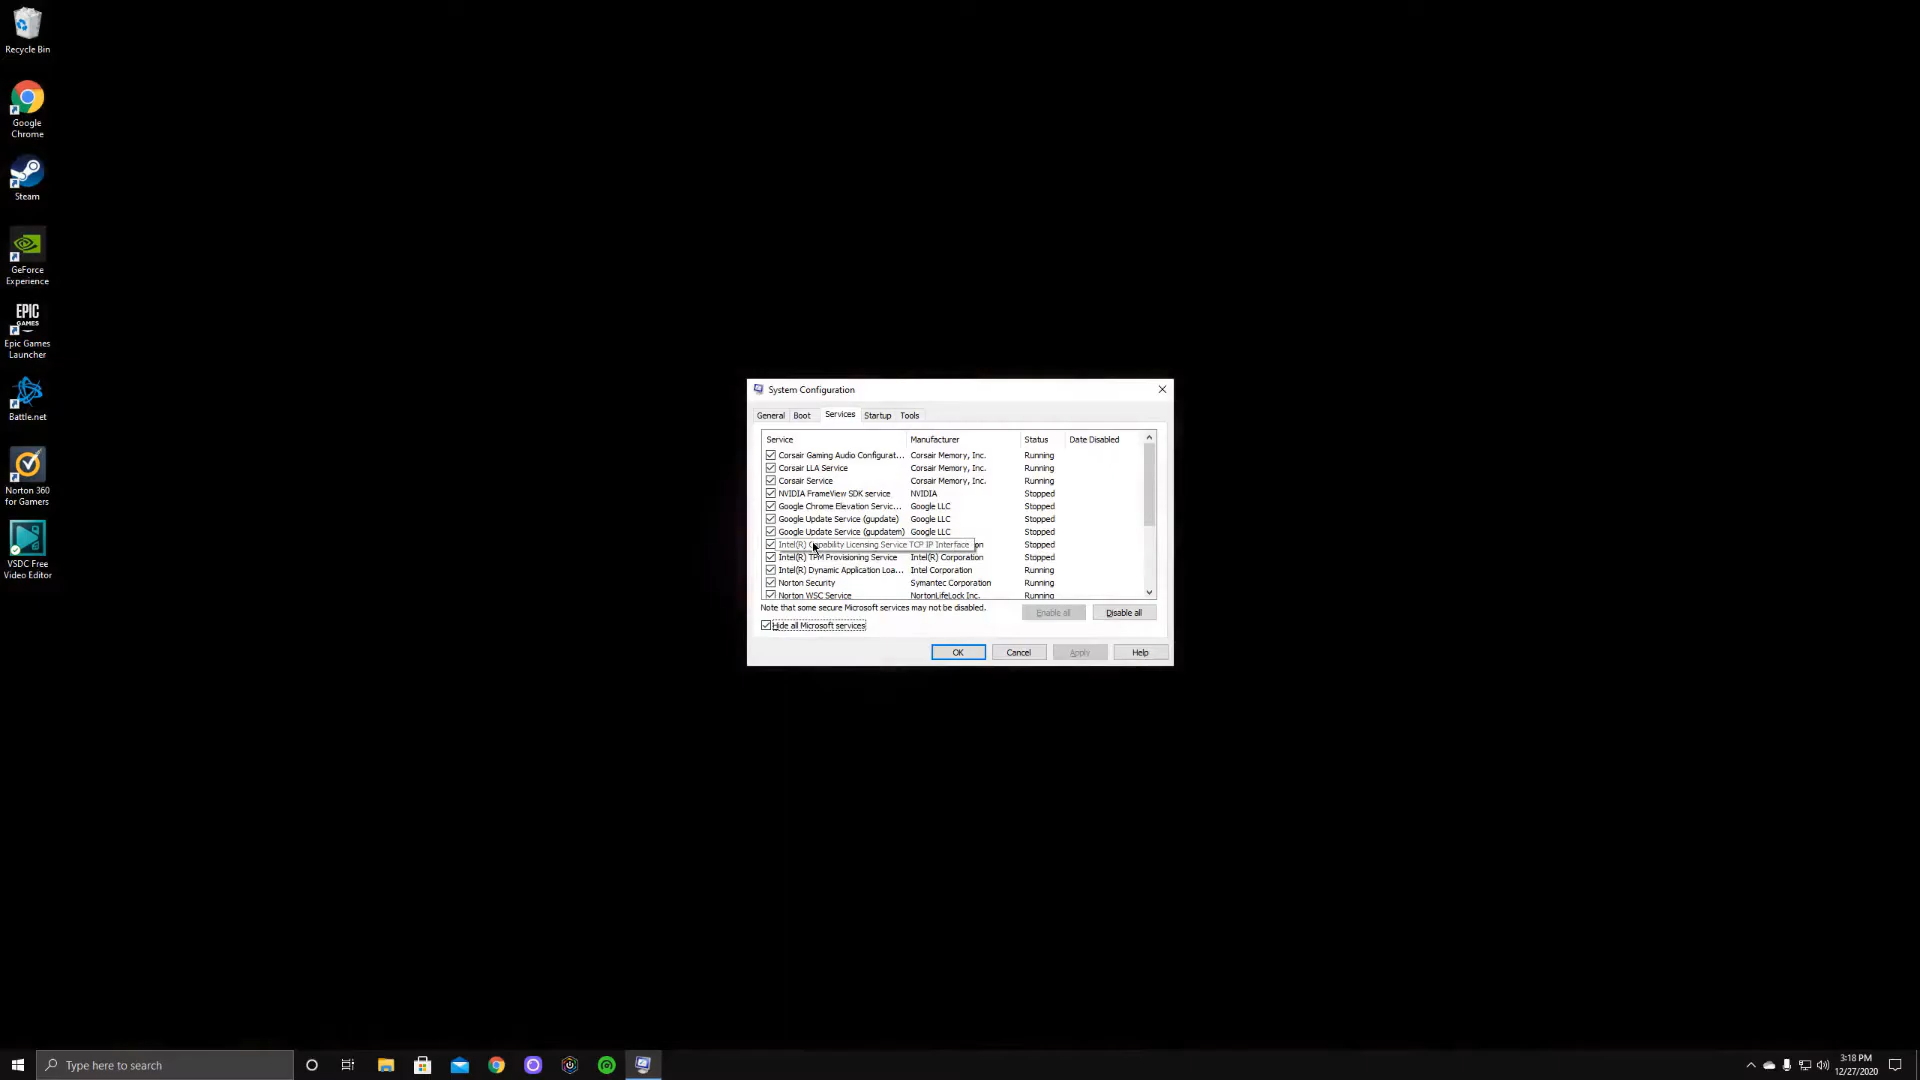 Recycle Bin
Google
Chrome
Steam
GeForce
Experience
EPIC
GAMES
Epic Games
Launcher
Battle.net
Norton 360
for Gamers
VSDC Free
Video Editor
System Configuration
General Boot Services Startup Tools
Service Manufacturer Status Date Disabled
Corsair Gaming Audio Configurat... Corsair Memory, Inc. Running
Corsair LLA Service Corsair Memory, Inc. Running
Corsair Service Corsair Memory, Inc. Running
NVIDIA FrameView SDK service NVIDIA Stopped
Google Chrome Elevation Servic... Google LLC Stopped
Google Update Service (gupdate) Google LLC Stopped
Google Update Service (gupdatem) Google LLC Stopped
Intel(R) Capability Licensing Service TCP IP Interface on Stopped
Intel(R) TPM Provisioning Service Intel(R) Corporation Stopped
Intel(R) Dynamic Application Loa... Intel Corporation Running
Norton Security Symantec Corporation Running
Norton WSC Service NortonLifeLock Inc. Running
Note that some secure Microsoft services may not be disabled.
Enable all Disable all
Hide all Microsoft services
OK Cancel Apply Help
Type here to search
3:18 PM
12/27/2020